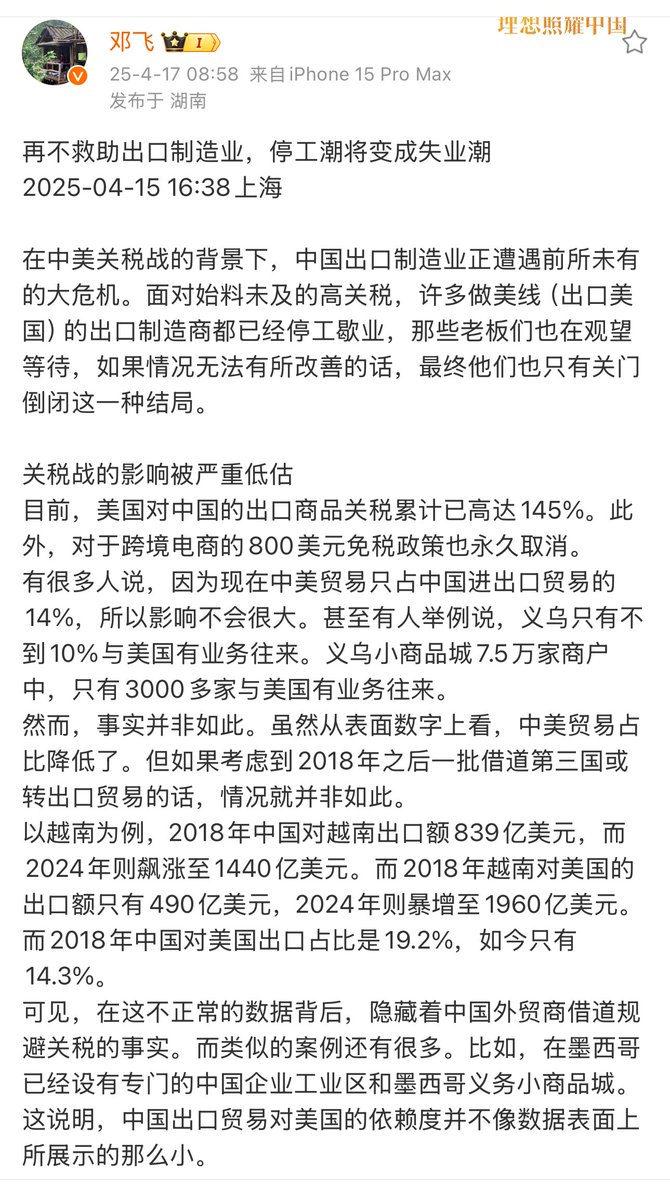 理想照耀中国
邓飞 I
25-4-17 08:58 来自iPhone 15 Pro Max
发布于 湖南
再不救助出口制造业，停工潮将变成失业潮
2025-04-15 16:38上海
在中美关税战的背景下，中国出口制造业正遭遇前所未有
的大危机。面对始料未及的高关税，许多做美线（出口美
国）的出口制造商都已经停工歇业，那些老板们也在观望
等待，如果情况无法有所改善的话，最终他们也只有关门
倒闭这一种结局。
关税战的影响被严重低估
目前，美国对中国的出口商品关税累计已高达145%。此
外，对于跨境电商的800美元免税政策也永久取消。
有很多人说，因为现在中美贸易只占中国进出口贸易的
14%，所以影响不会很大。甚至有人举例说，义乌只有不
到10%与美国有业务往来。义乌小商品城7.5万家商户
中，只有3000多家与美国有业务往来。
然而，事实并非如此。虽然从表面数字上看，中美贸易占
比降低了。但如果考虑到2018年之后一批借道第三国或
转出口贸易的话，情况就并非如此。
以越南为例，2018年中国对越南出口额839亿美元，而
2024年则飙涨至1440亿美元。而2018年越南对美国的
出口额只有490亿美元，2024年则暴增至1960亿美元。
而2018年中国对美国出口占比是19.2%，如今只有
14.3%。
可见，在这不正常的数据背后，隐藏着中国外贸商借道规
避关税的事实。而类似的案例还有很多。比如，在墨西哥
已经设有专门的中国企业工业区和墨西哥义务小商品城。
这说明，中国出口贸易对美国的依赖度并不像数据表面上
所展示的那么小。